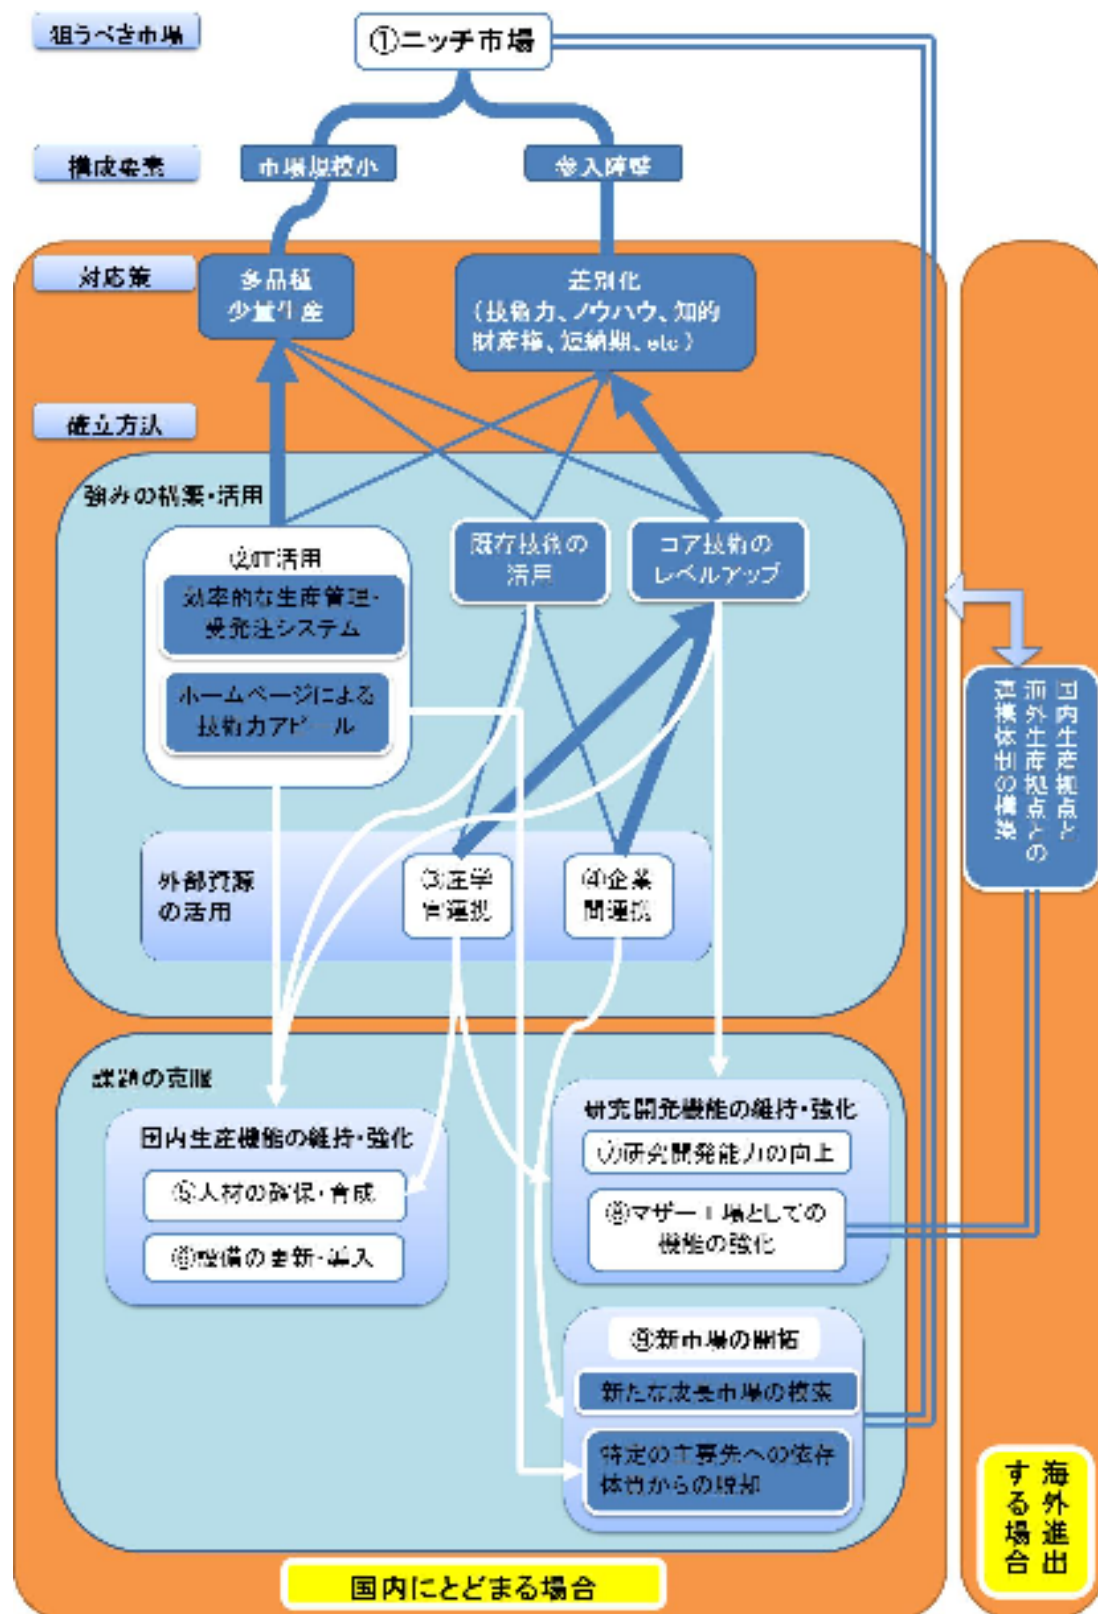 狙うべき市場
①ニッチ市場
構成要素
市場規模小
参入障壁
対応策
多品種
少量生産
差別化
(技術力、ノウハウ、知的
財産権、短納期、etc)
確立方法
強みの構築・活用
②IT活用
効率的な生産管理・
受発注システム
ホームページによる
技術力アピール
既存技術の
活用
コア技術の
レベルアップ
外部資源
の活用
③産学
官連携
④企業
間連携
国内生産拠点と
海外生産拠点との
連携体制の構築
課題の克服
国内生産機能の維持・強化
⑤人材の確保・育成
⑥設備の更新・導入
研究開発機能の維持・強化
⑦研究開発能力の向上
⑧マザー工場としての
機能の強化
⑨新市場の開拓
新たな成長市場の模索
特定の主要先への依存
体質からの脱却
国内にとどまる場合
海外進出
する場合